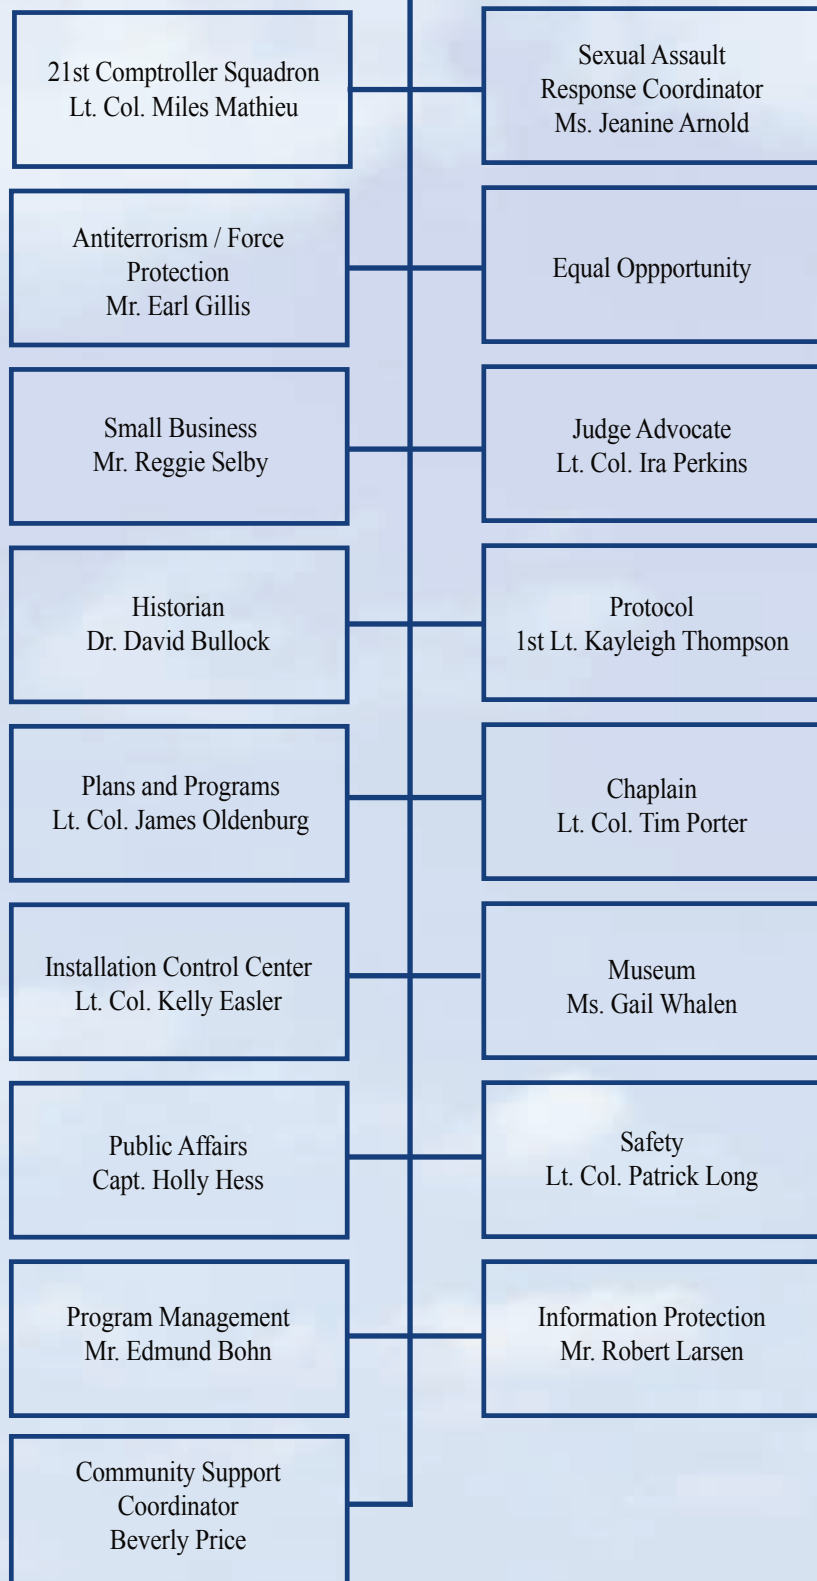 21st Comptroller Squadron
Lt. Col. Miles Mathieu
Sexual Assault
Response Coordinator
Ms. Jeanine Arnold
Antiterrorism / Force
Protection
Mr. Earl Gillis
Equal Oppportunity
Small Business
Mr. Reggie Selby
Judge Advocate
Lt. Col. Ira Perkins
Historian
Dr. David Bullock
Protocol
1st Lt. Kayleigh Thompson
Plans and Programs
Lt. Col. James Oldenburg
Chaplain
Lt. Col. Tim Porter
Installation Control Center
Lt. Col. Kelly Easler
Museum
Ms. Gail Whalen
Public Affairs
Capt. Holly Hess
Safety
Lt. Col. Patrick Long
Program Management
Mr. Edmund Bohn
Information Protection
Mr. Robert Larsen
Community Support
Coordinator
Beverly Price